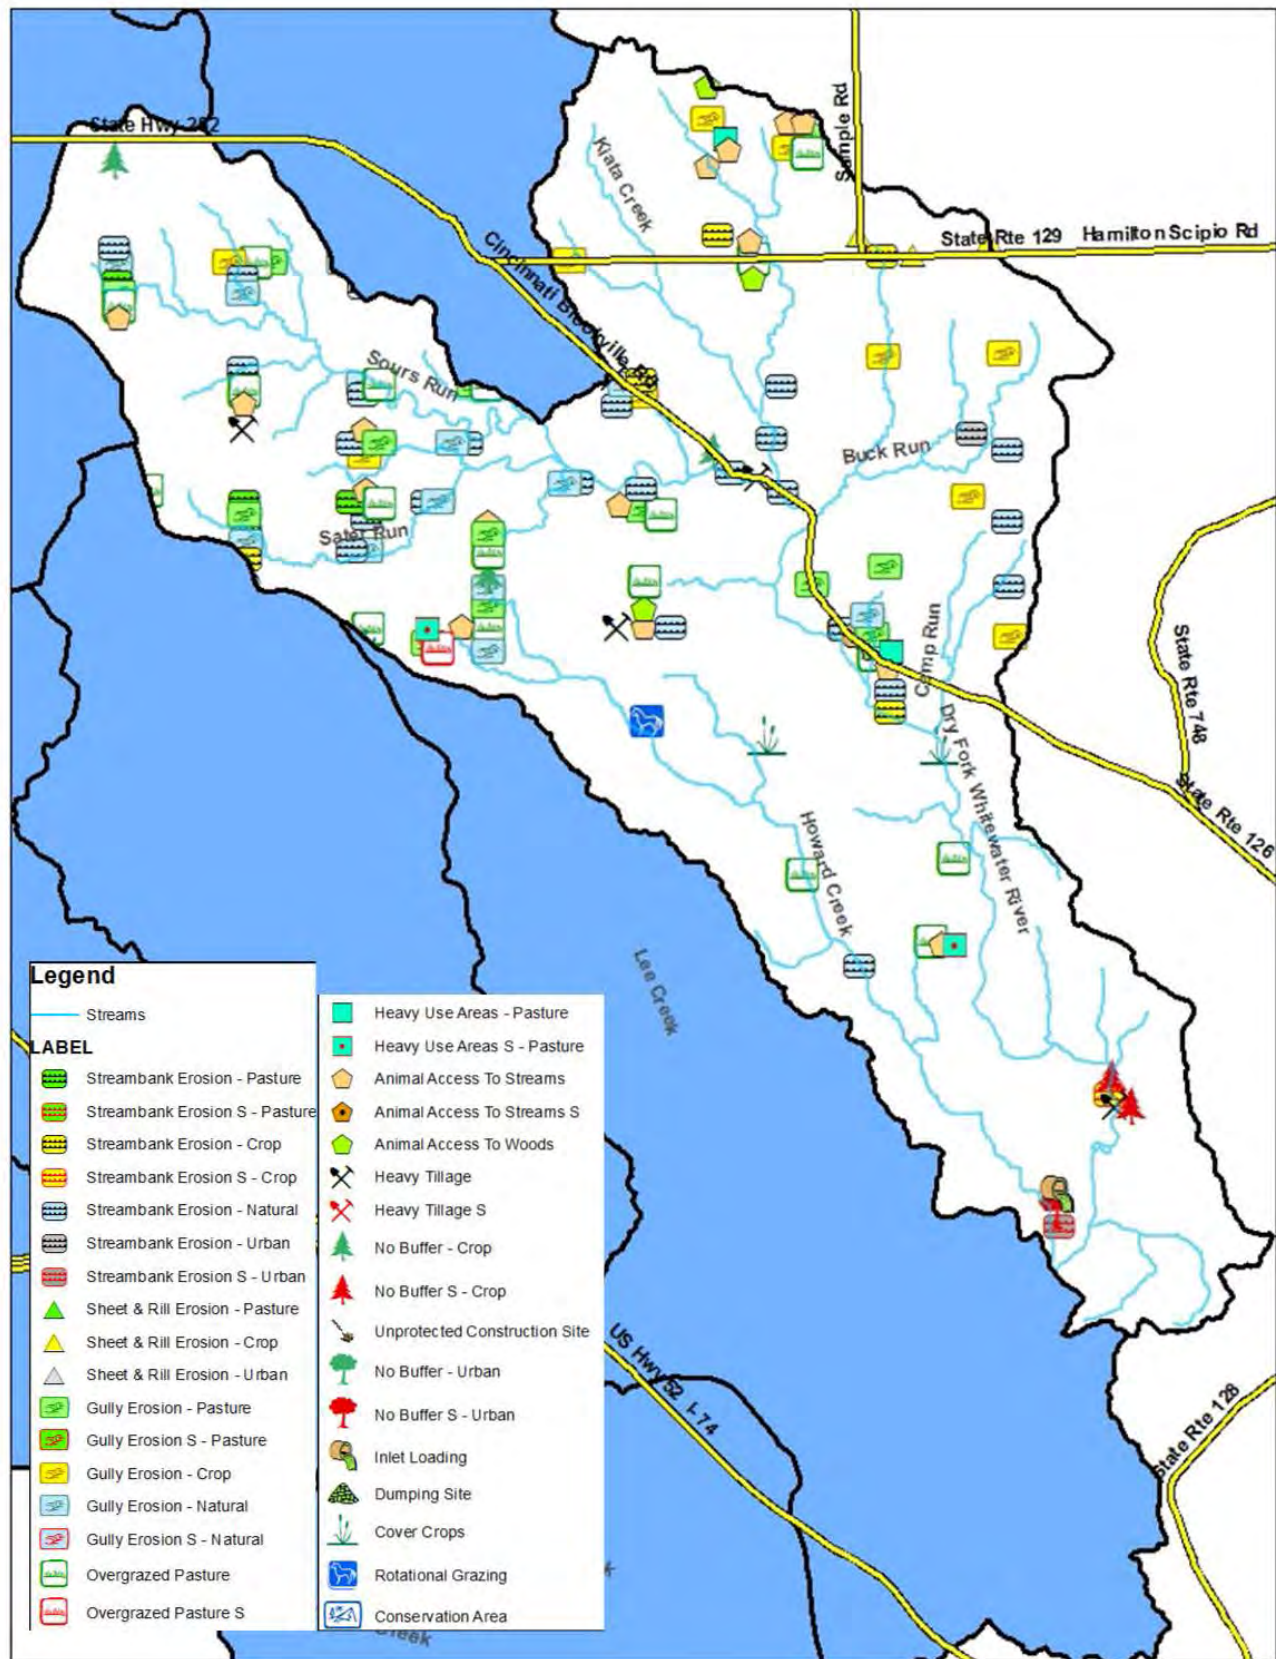 State Hwy 252
Kiata Creek
Sample Rd
State Rte 129 Hamilton Scipio Rd
Cincinnati Brookville Rd
Sours Run
Buck Run
Sater Run
Camp Run
State Rte 748
Dry Fork Whitewater River
State Rte 126
Howard Creek
Lee Creek
US Hwy 52 I-74
State Rte 128
Creek
Legend
Streams
LABEL
Streambank Erosion - Pasture
Streambank Erosion S - Pasture
Streambank Erosion - Crop
Streambank Erosion S - Crop
Streambank Erosion - Natural
Streambank Erosion - Urban
Streambank Erosion S - Urban
Sheet & Rill Erosion - Pasture
Sheet & Rill Erosion - Crop
Sheet & Rill Erosion - Urban
Gully Erosion - Pasture
Gully Erosion S - Pasture
Gully Erosion - Crop
Gully Erosion - Natural
Gully Erosion S - Natural
Overgrazed Pasture
Overgrazed Pasture S
Heavy Use Areas - Pasture
Heavy Use Areas S - Pasture
Animal Access To Streams
Animal Access To Streams S
Animal Access To Woods
Heavy Tillage
Heavy Tillage S
No Buffer - Crop
No Buffer S - Crop
Unprotected Construction Site
No Buffer - Urban
No Buffer S - Urban
Inlet Loading
Dumping Site
Cover Crops
Rotational Grazing
Conservation Area